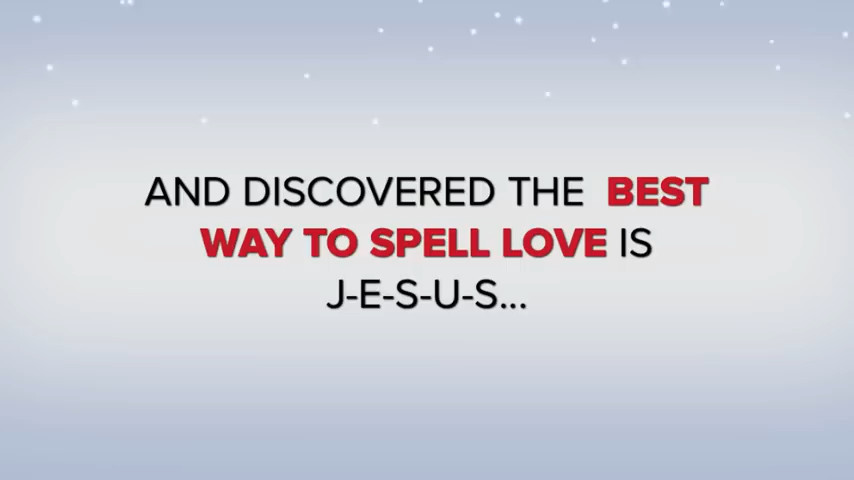 AND DISCOVERED THE BEST
WAY TO SPELL LOVE IS
J-E-S-U-S...